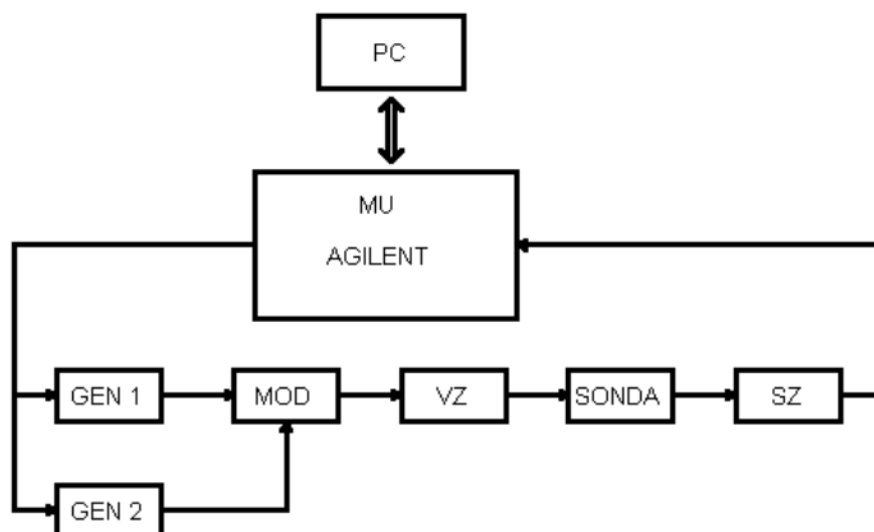 PC
MU
AGILENT
GEN 1
MOD
VZ
SONDA
SZ
GEN 2